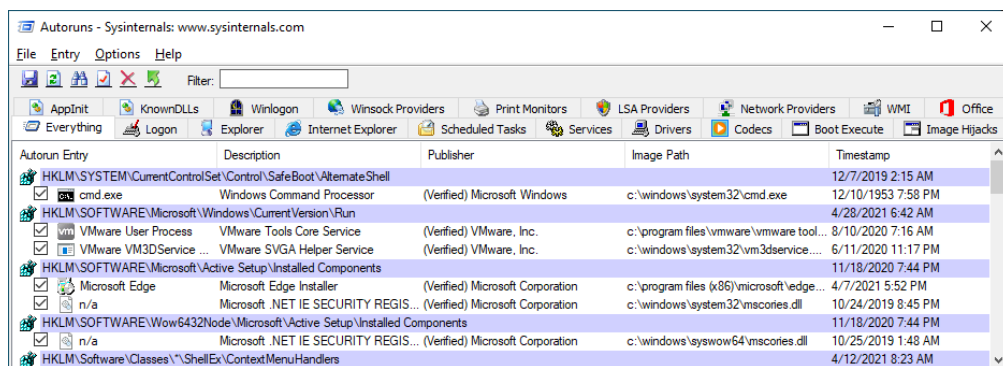 Autoruns - Sysinternals: www.sysinternals.com
File Entry Options Help
Filter:
AppInit KnownDLLs Winlogon Winsock Providers Print Monitors LSA Providers Network Providers WMI Office
Everything Logon Explorer Internet Explorer Scheduled Tasks Services Drivers Codecs Boot Execute Image Hijacks
Autorun Entry Description Publisher Image Path Timestamp
HKLM\SYSTEM\CurrentControlSet\Control\SafeBoot\AlternateShell 12/7/2019 2:15 AM
cmd.exe Windows Command Processor (Verified) Microsoft Windows c:\windows\system32\cmd.exe 12/10/1953 7:58 PM
HKLM\SOFTWARE\Microsoft\Windows\CurrentVersion\Run 4/28/2021 6:42 AM
VMware User Process VMware Tools Core Service (Verified) VMware, Inc. c:\program files\vmware\vmware tool... 8/10/2020 7:16 AM
VMware VM3DService ... VMware SVGA Helper Service (Verified) VMware, Inc. c:\windows\system32\vm3dservice.... 6/11/2020 11:17 PM
HKLM\SOFTWARE\Microsoft\Active Setup\Installed Components 11/18/2020 7:44 PM
Microsoft Edge Microsoft Edge Installer (Verified) Microsoft Corporation c:\program files (x86)\microsoft\edge... 4/7/2021 5:52 PM
n/a Microsoft .NET IE SECURITY REGIS... (Verified) Microsoft Corporation c:\windows\system32\mscories.dll 10/24/2019 8:45 PM
HKLM\SOFTWARE\Wow6432Node\Microsoft\Active Setup\Installed Components 11/18/2020 7:44 PM
n/a Microsoft .NET IE SECURITY REGIS... (Verified) Microsoft Corporation c:\windows\syswow64\mscories.dll 10/25/2019 1:48 AM
HKLM\Software\Classes\*\ShellEx\ContextMenuHandlers 4/12/2021 8:23 AM